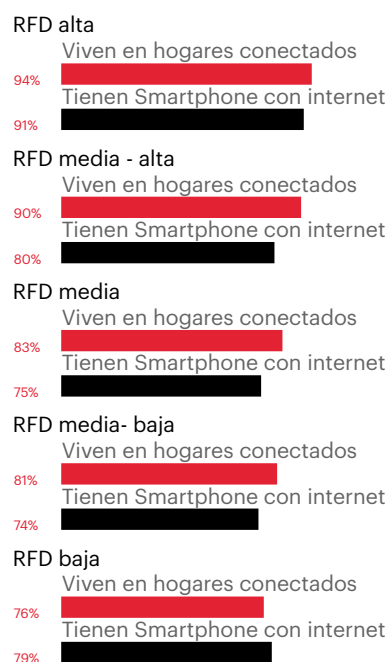 RFD alta
Viven en hogares conectados
94%
Tienen Smartphone con internet
91%
RFD media - alta
Viven en hogares conectados
90%
Tienen Smartphone con internet
80%
RFD media
Viven en hogares conectados
83%
Tienen Smartphone con internet
75%
RFD media- baja
Viven en hogares conectados
81%
Tienen Smartphone con internet
74%
RFD baja
Viven en hogares conectados
76%
Tienen Smartphone con internet
79%